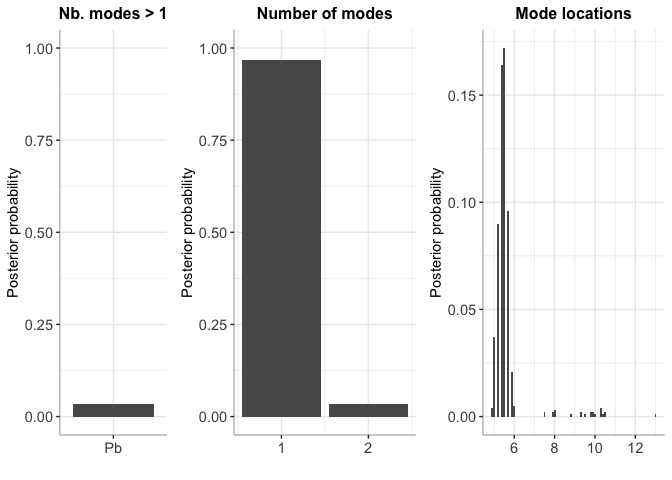 Nb. modes > 1
Posterior probability
1.00
0.75
0.50
0.25
0.00
Pb
Number of modes
Posterior probability
1.00
0.75
0.50
0.25
0.00
1 2
Mode locations
Posterior probability
0.15
0.10
0.05
0.00
6 8 10 12